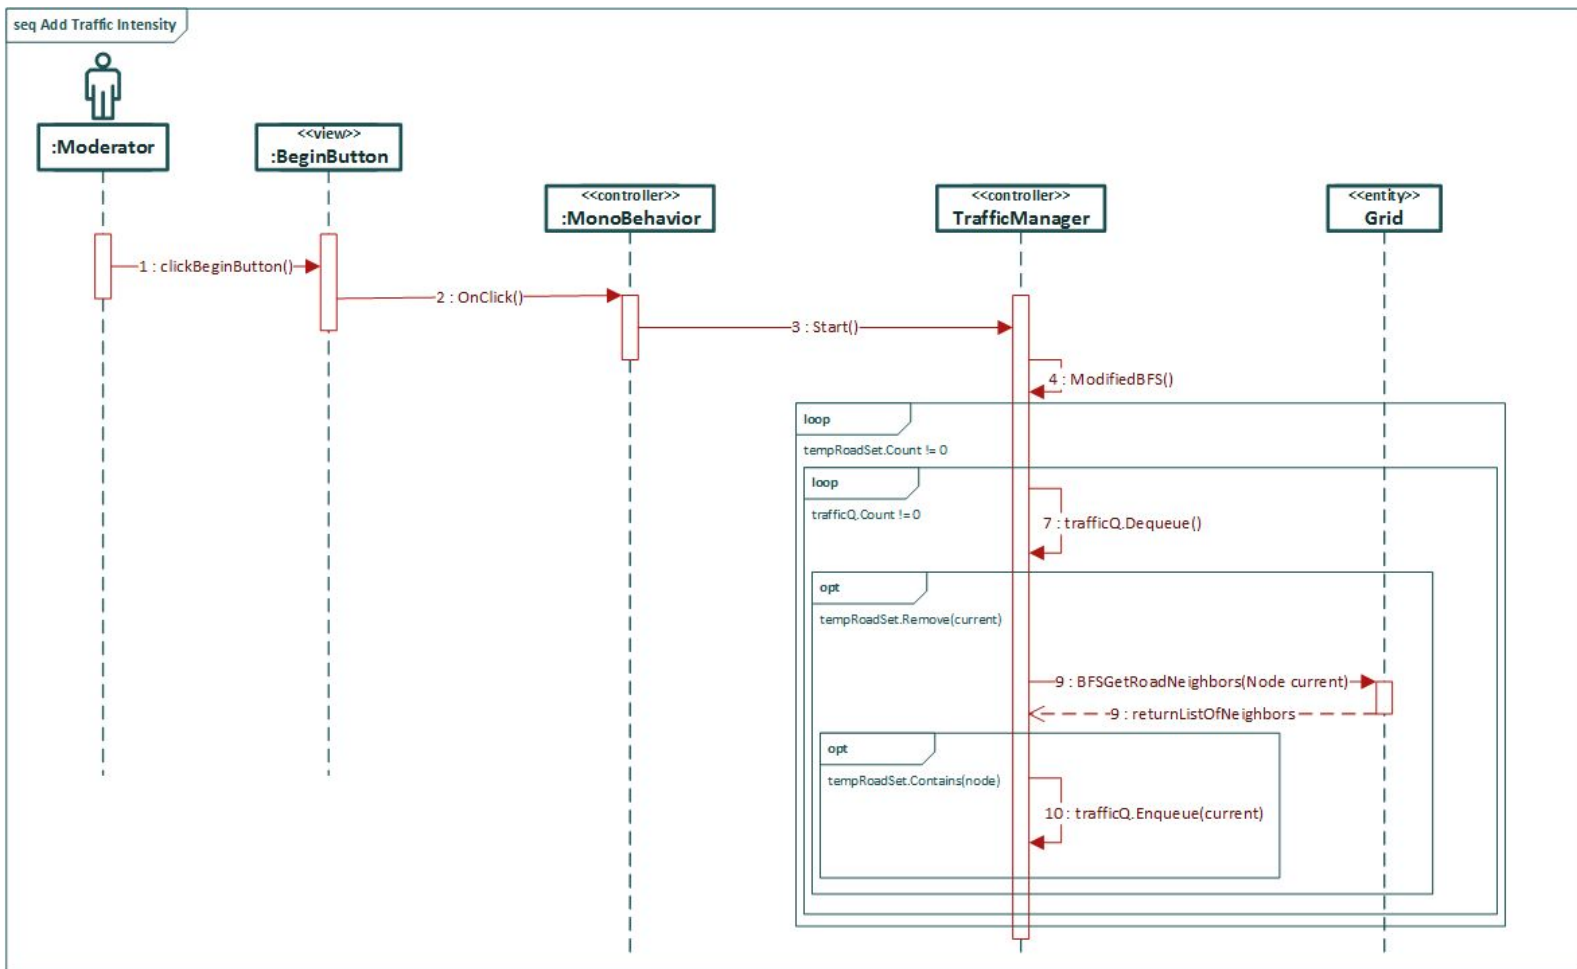 seq Add Traffic Intensity
:Moderator
<<view>>
:BeginButton
<<controller>>
:MonoBehavior
<<controller>>
TrafficManager
<<entity>>
Grid
1 : clickBeginButton()
2 : OnClick()
3 : Start()
4 : ModifiedBFS()
loop
tempRoadSet.Count != 0
loop
trafficQ.Count != 0
7 : trafficQ.Dequeue()
opt
tempRoadSet.Remove(current)
9 : BFSGetRoadNeighbors(Node current)
9 : returnListOfNeighbors
opt
tempRoadSet.Contains(node)
10 : trafficQ.Enqueue(current)